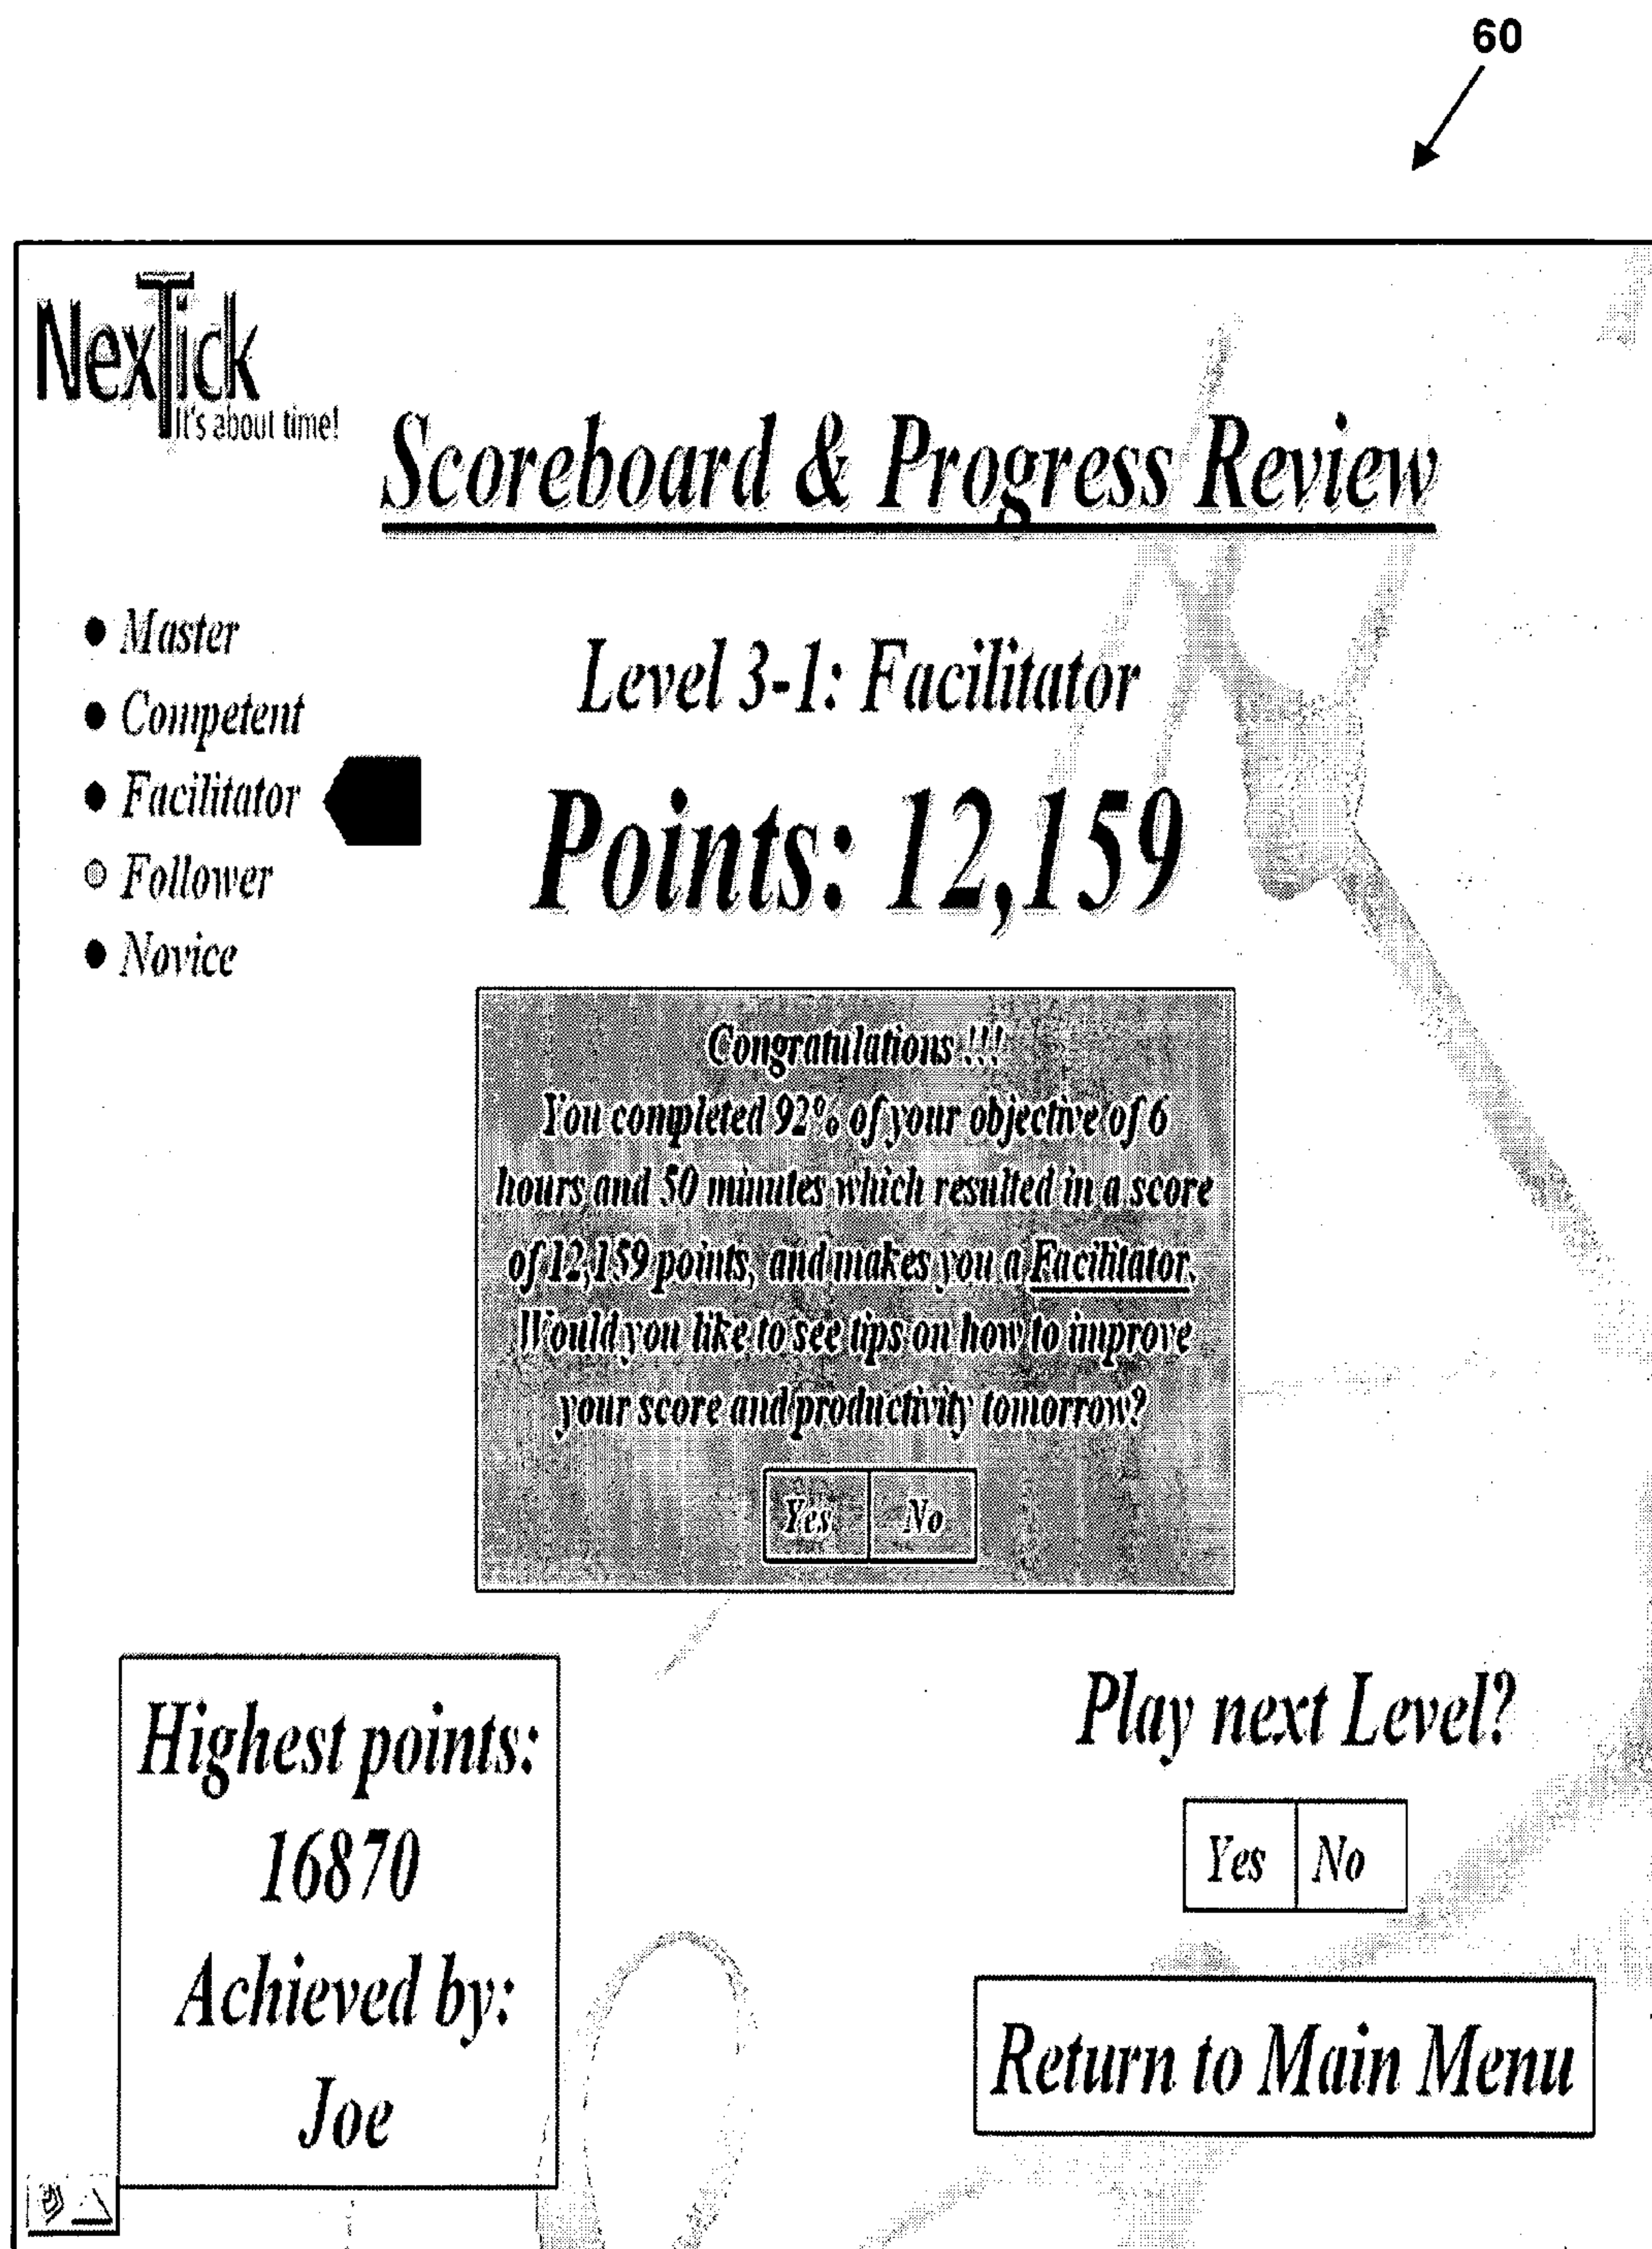 60
NexTick
It's about time!
Scoreboard & Progress Review
• Master
• Competent
• Facilitator
• Follower
• Novice
Level 3-1: Facilitator
Points: 12,159
Congratulations !!!
You completed 92% of your objective of 6
hours and 50 minutes which resulted in a score
of 12,159 points, and makes you a Facilitator.
Would you like to see tips on how to improve
your score and productivity tomorrow?
Yes No
Highest points:
16870
Achieved by:
Joe
Play next Level?
Yes No
Return to Main Menu